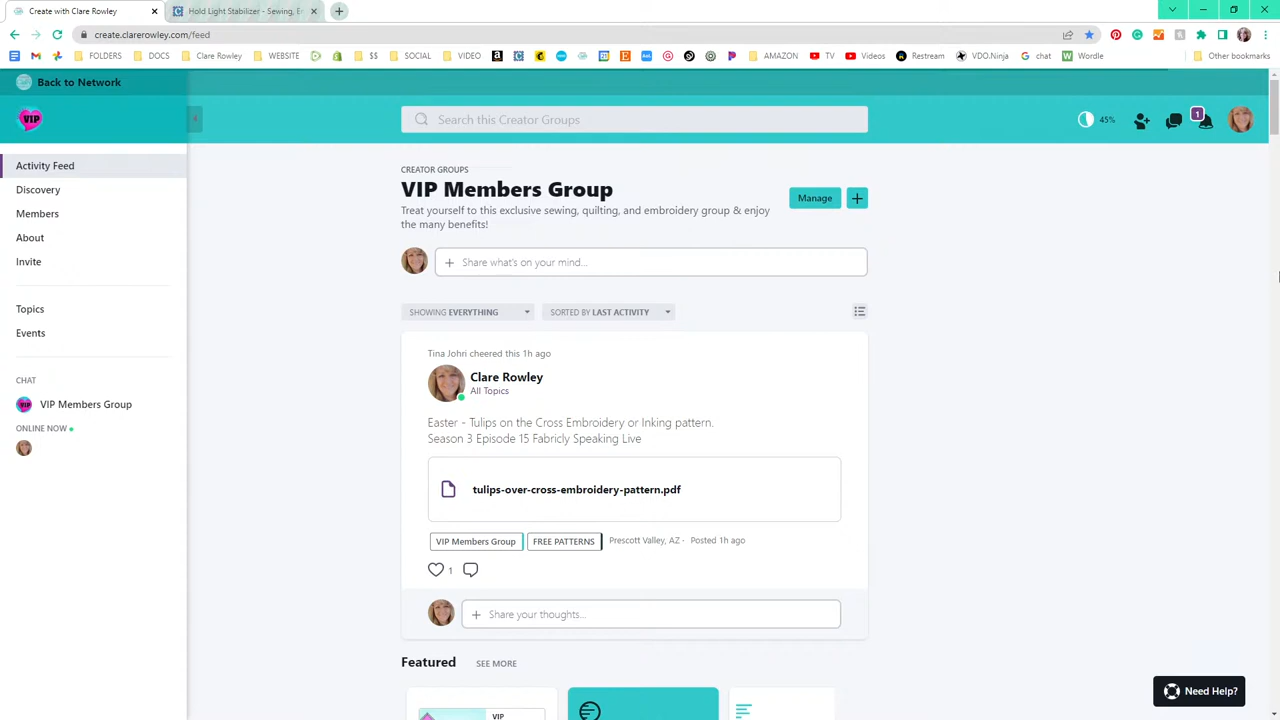 Create with Clare Rowley
Hold Light Stabilizer - Sewing, E
create.clarerowley.com/feed
FOLDERS
DOCS
Clare Rowley
WEBSITE
$$
SOCIAL
VIDEO
AMAZON
TV
Videos
Restream
VDO.Ninja
chat
Wordle
Other bookmarks
Back to Network
VIP
Search this Creator Groups
45%
1
Activity Feed
Discovery
Members
About
Invite
Topics
Events
CHAT
VIP Members Group
ONLINE NOW
CREATOR GROUPS
VIP Members Group
Treat yourself to this exclusive sewing, quilting, and embroidery group & enjoy
the many benefits!
Manage
Share what's on your mind...
SHOWING EVERYTHING
SORTED BY LAST ACTIVITY
Tina Johri cheered this 1h ago
Clare Rowley
All Topics
Easter - Tulips on the Cross Embroidery or Inking pattern.
Season 3 Episode 15 Fabricly Speaking Live
tulips-over-cross-embroidery-pattern.pdf
VIP Members Group
FREE PATTERNS
Prescott Valley, AZ · Posted 1h ago
1
Share your thoughts...
Featured
SEE MORE
VIP
Need Help?